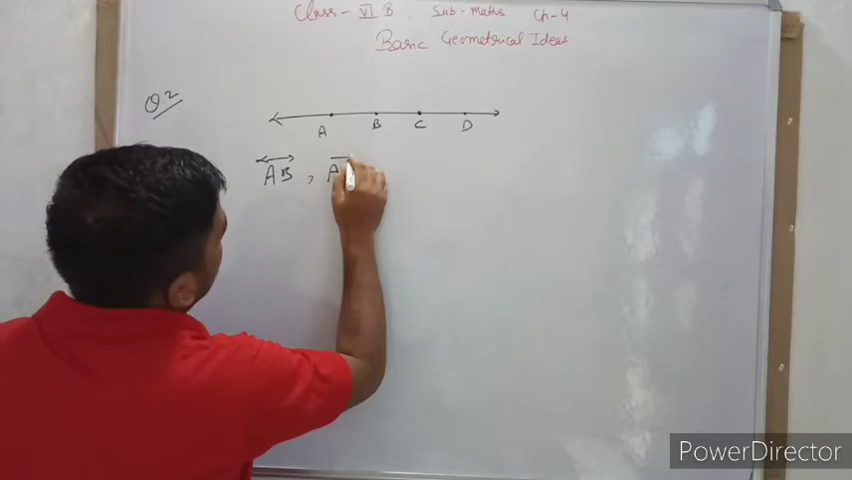 Class - VI B , Sub - Maths Ch-4
Basic Geometrical Ideas
Q2
A B C D
AB , A
PowerDirector